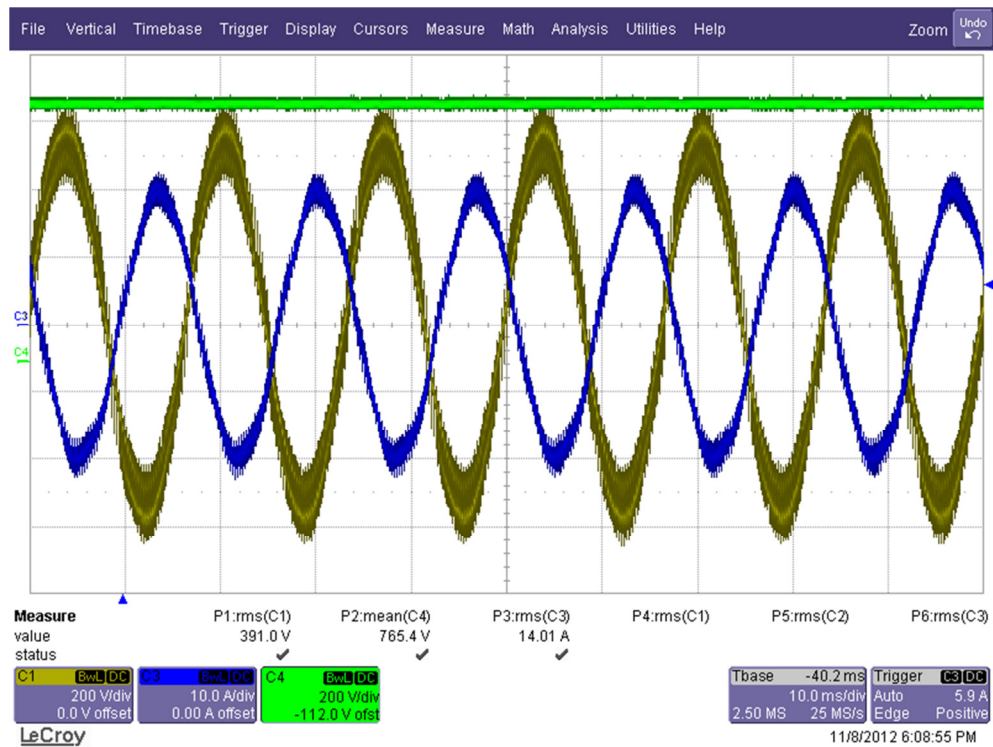 File Vertical Timebase Trigger Display Cursors Measure Math Analysis Utilities Help Zoom Undo
C3
C4
Measure P1:rms(C1) P2:mean(C4) P3:rms(C3) P4:rms(C1) P5:rms(C2) P6:rms(C3)
value 391.0 V 765.4 V 14.01 A
status
C1 BwL DC C3 BwL DC C4 BwL DC Tbase -40.2 ms Trigger C3 DC
200 V/div 10.0 A/div 200 V/div 10.0 ms/div Auto 5.9 A
0.0 V offset 0.00 A offset -112.0 V ofst 2.50 MS 25 MS/s Edge Positive
LeCroy 11/8/2012 6:08:55 PM